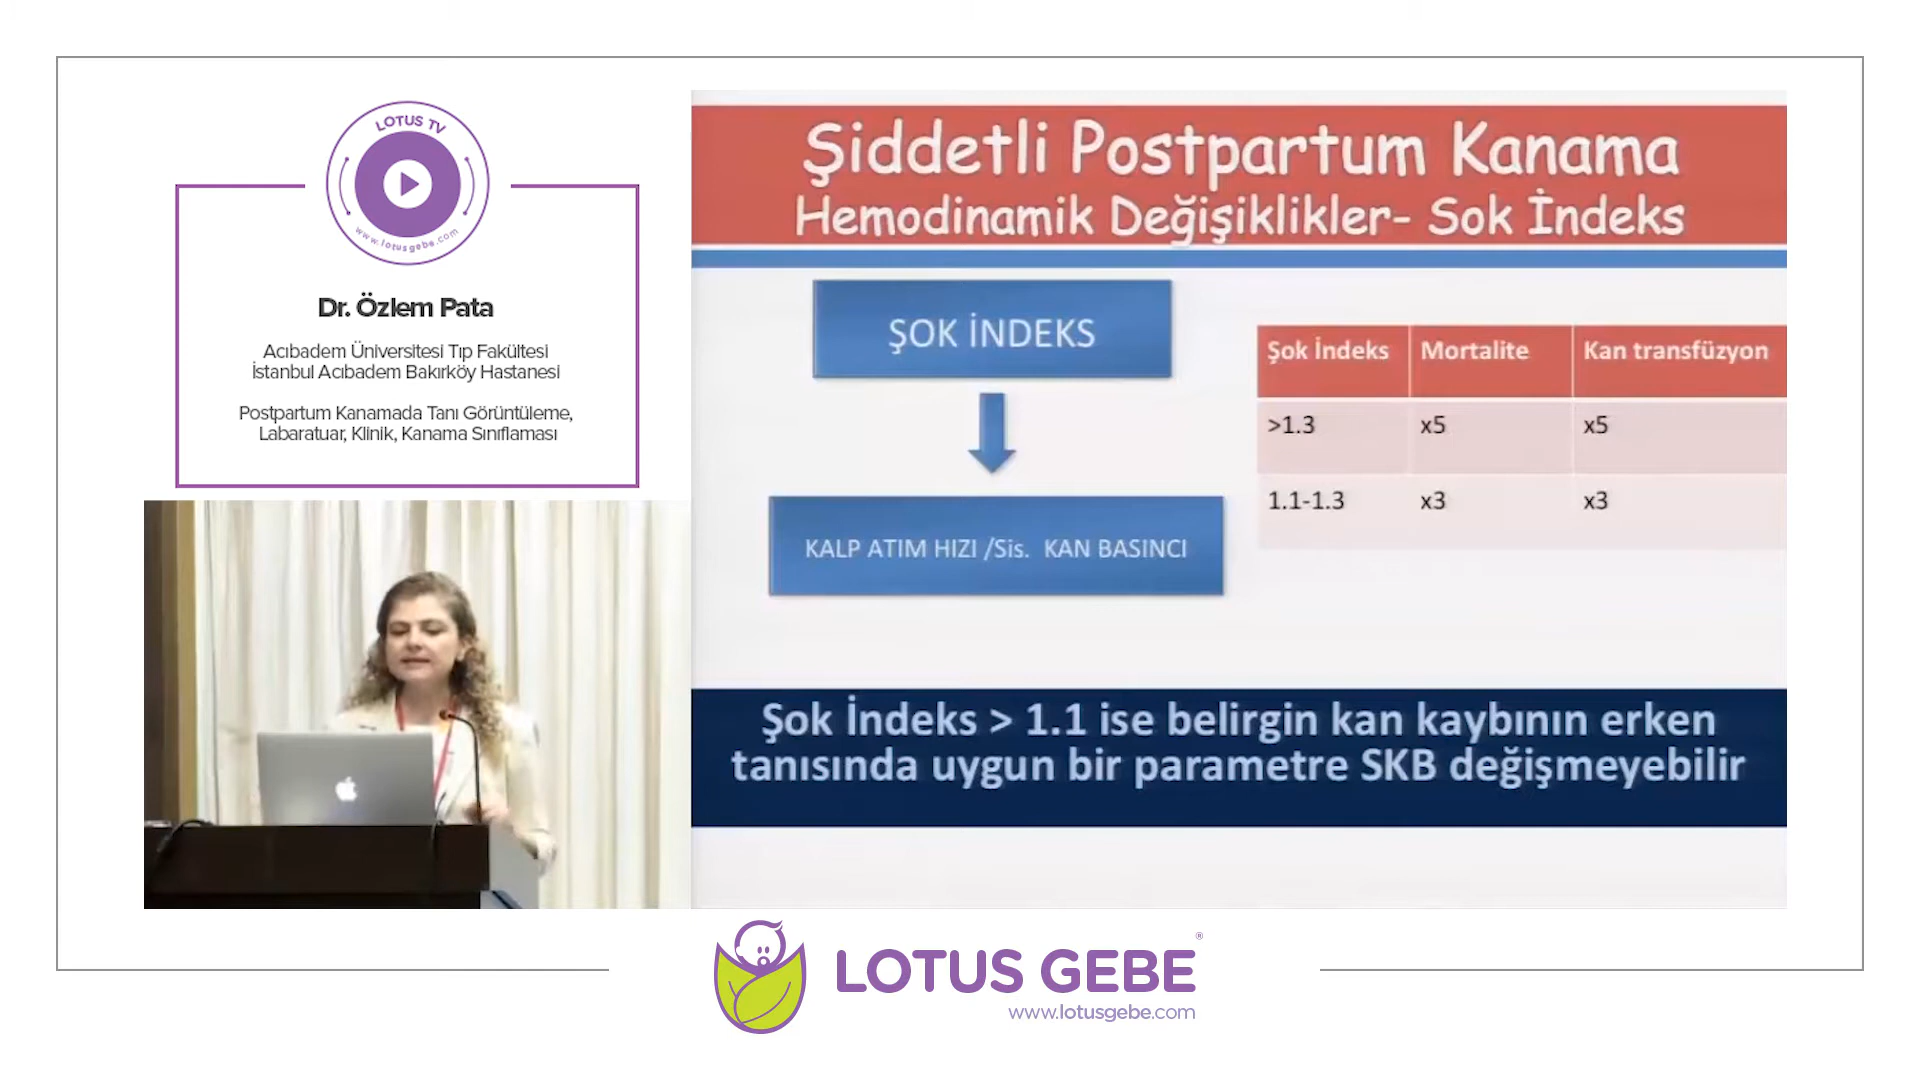 LOTUS TV
www.lotusgebe.com
Dr. Özlem Pata
Acıbadem Üniversitesi Tıp Fakültesi
İstanbul Acıbadem Bakırköy Hastanesi
Postpartum Kanamada Tanı Görüntüleme,
Labaratuar, Klinik, Kanama Sınıflaması
Şiddetli Postpartum Kanama
Hemodinamik Değişiklikler- Sok İndeks
ŞOK İNDEKS
KALP ATIM HIZI /Sis. KAN BASINCI
Şok İndeks Mortalite Kan transfüzyon
>1.3 x5 x5
1.1-1.3 x3 x3
Şok İndeks > 1.1 ise belirgin kan kaybının erken
tanısında uygun bir parametre SKB değişmeyebilir
LOTUS GEBE®
www.lotusgebe.com